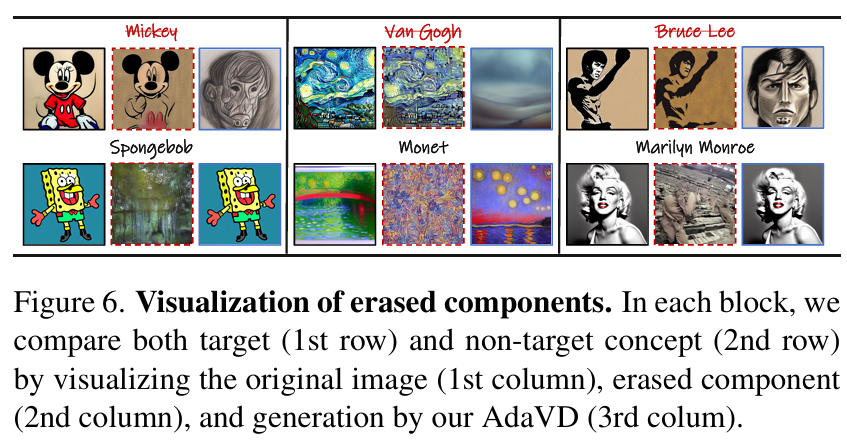 Mickey Van Gogh Bruce Lee
Spongebob Monet Marilyn Monroe
Figure 6. Visualization of erased components. In each block, we
compare both target (1st row) and non-target concept (2nd row)
by visualizing the original image (1st column), erased component
(2nd column), and generation by our AdaVD (3rd colum).